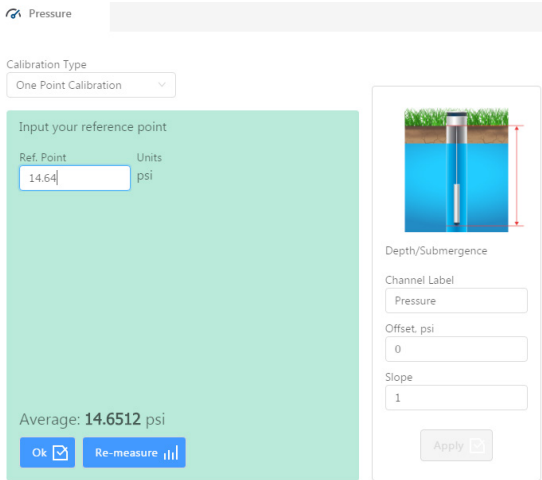 Pressure
Calibration Type
One Point Calibration
Input your reference point
Ref. Point Units
14.64 psi
Average: 14.6512 psi
Ok Re-measure
Depth/Submergence
Channel Label
Pressure
Offset, psi
0
Slope
1
Apply